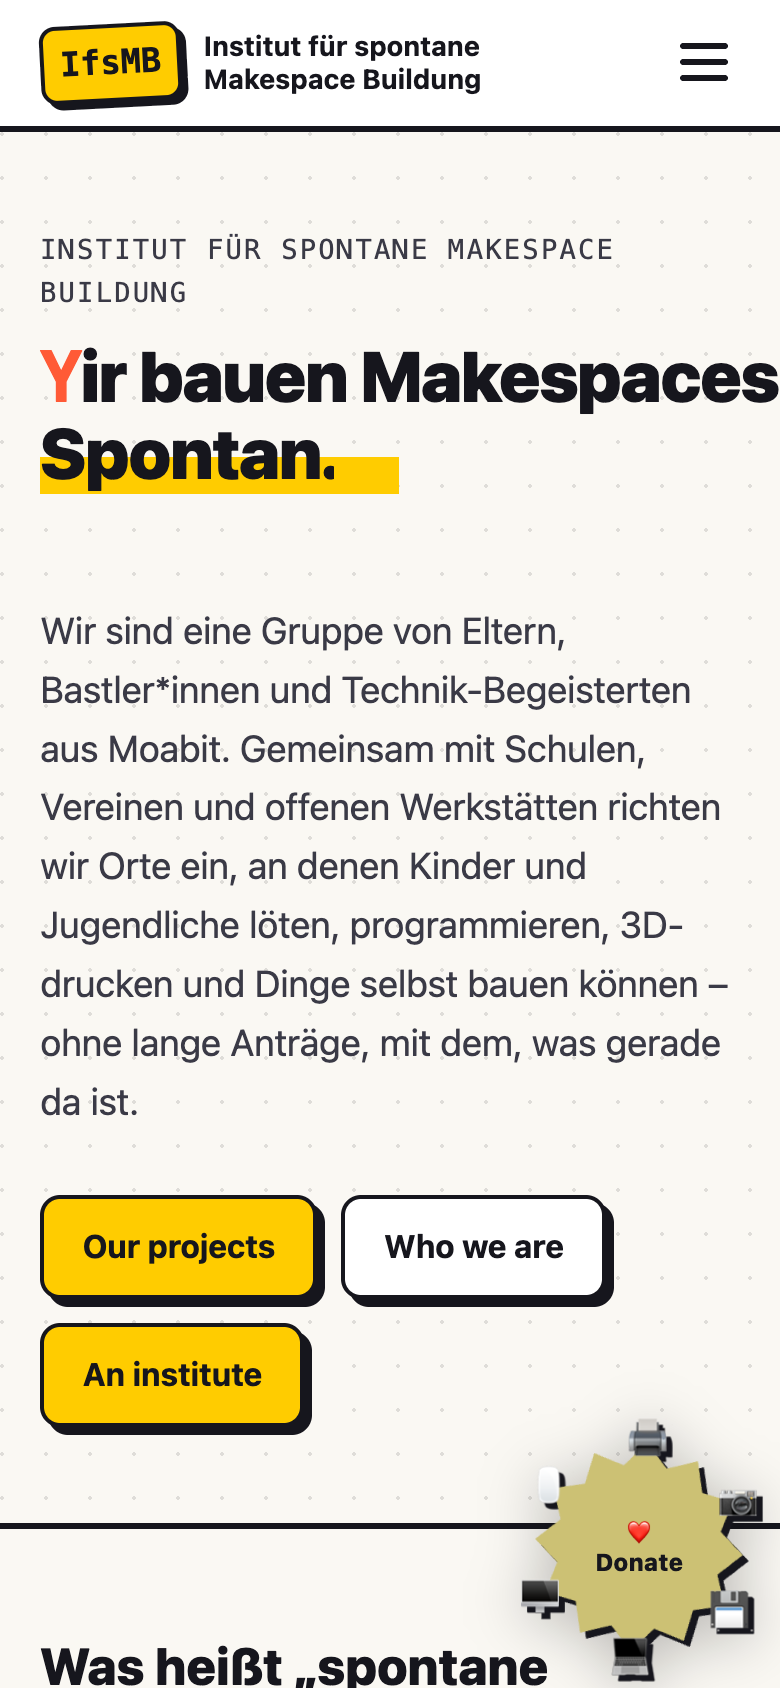 IfsMB
Institut für spontane
Makespace Buildung
INSTITUT FÜR SPONTANE MAKESPACE
BUILDUNG
Yir bauen Makespaces
Spontan.
Wir sind eine Gruppe von Eltern,
Bastler*innen und Technik-Begeisterten
aus Moabit. Gemeinsam mit Schulen,
Vereinen und offenen Werkstätten richten
wir Orte ein, an denen Kinder und
Jugendliche löten, programmieren, 3D-
drucken und Dinge selbst bauen können –
ohne lange Anträge, mit dem, was gerade
da ist.
Our projects
Who we are
An institute
Donate
Was heißt „spontane